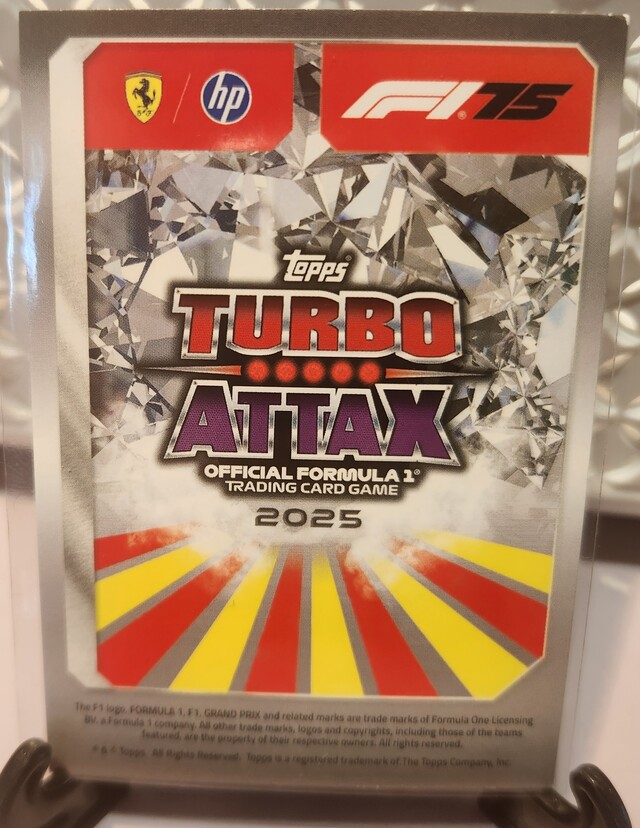 hp
F1 75
Topps
TURBO
ATTAX
OFFICIAL FORMULA 1
TRADING CARD GAME
2025
The F1 logo, FORMULA 1, F1, GRAND PRIX and related marks are trade marks of Formula One Licensing
BV, a Formula 1 company. All other trade marks, logos and copyrights, including those of the teams
featured, are the property of their respective owners. All rights reserved.
® & © Topps. All Rights Reserved. Topps is a registered trademark of The Topps Company, Inc.